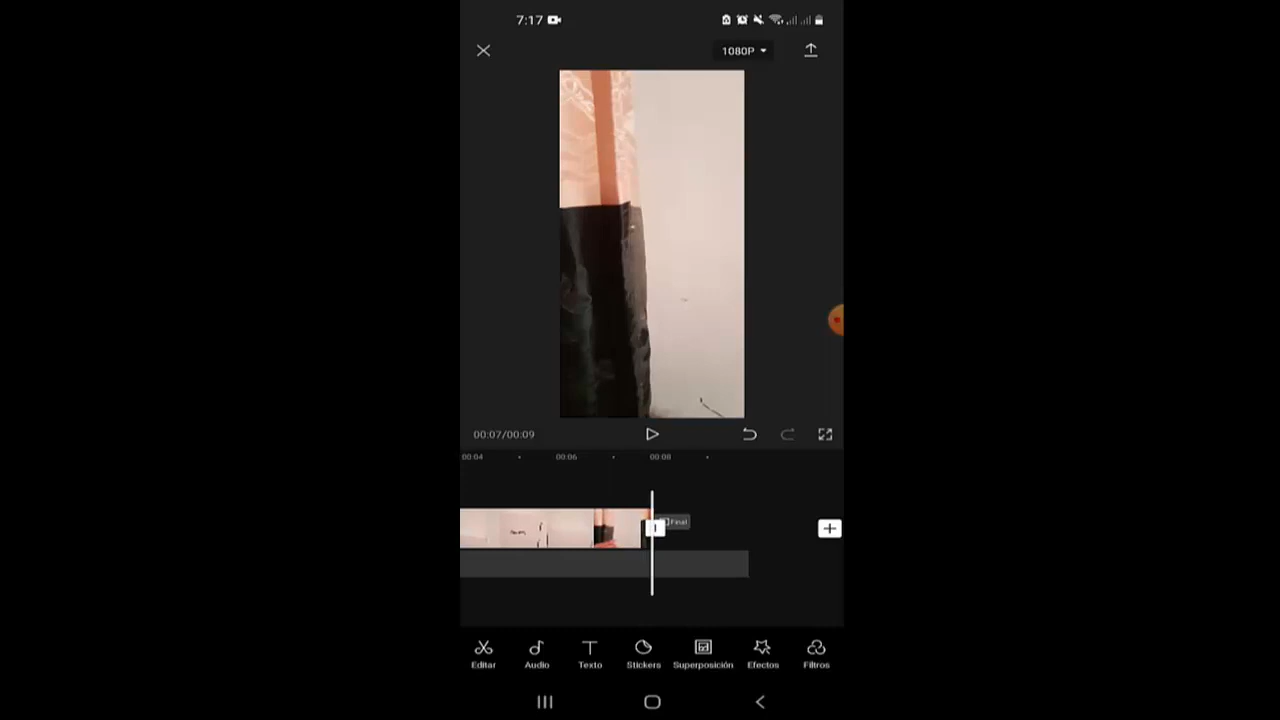 7:17
1080P
00:07/00:09
00:04
00:06
00:08
Final
Editar
Audio
Texto
Stickers
Superposición
Efectos
Filtros